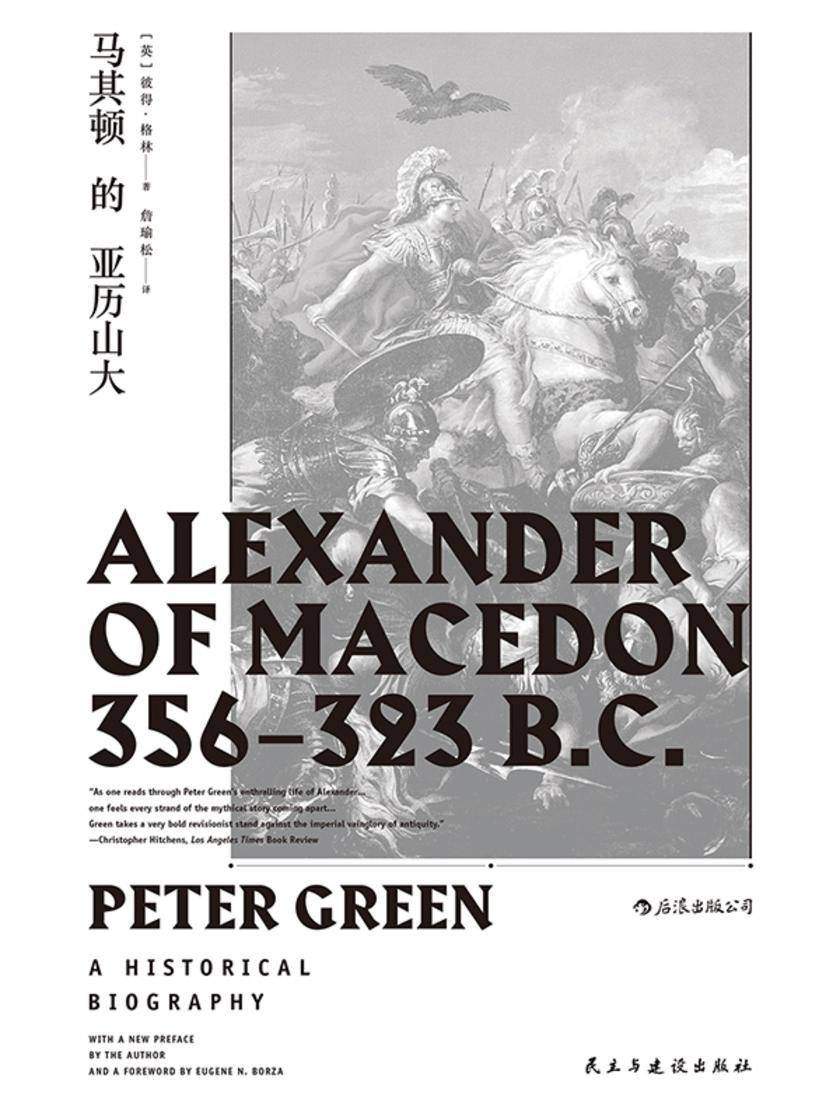 马其顿 的 亚历山大
[英] 彼得·格林——著 詹瑜松——译
ALEXANDER
OF MACEDON
356–323 B.C.
"As one reads through Peter Green's enthralling life of Alexander...
one feels every strand of the mythical story coming apart...
Green takes a very bold revisionist stand against the imperial vainglory of antiquity."
—Christopher Hitchens, Los Angeles Times Book Review
PETER GREEN
后浪出版公司
A HISTORICAL
BIOGRAPHY
WITH A NEW PREFACE
BY THE AUTHOR
AND A FOREWORD BY EUGENE N. BORZA
民主与建设出版社